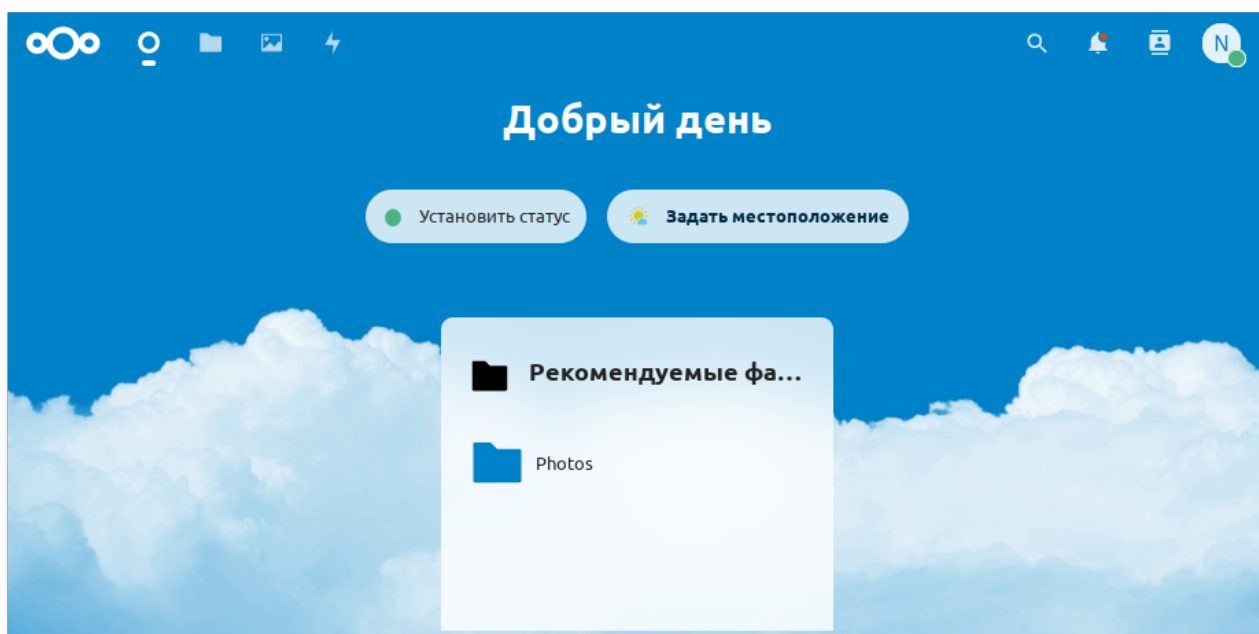 N
Добрый день
Установить статус
Задать местоположение
Рекомендуемые фа...
Photos